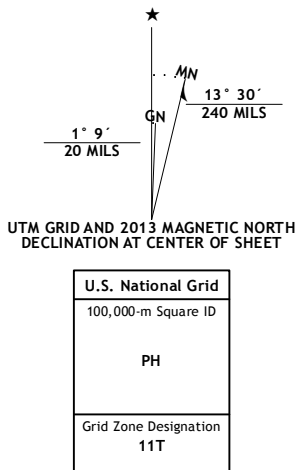 ★
MN
GN
13° 30´
240 MILS
1° 9´
20 MILS
UTM GRID AND 2013 MAGNETIC NORTH
DECLINATION AT CENTER OF SHEET
U.S. National Grid
100,000-m Square ID
PH
Grid Zone Designation
11T